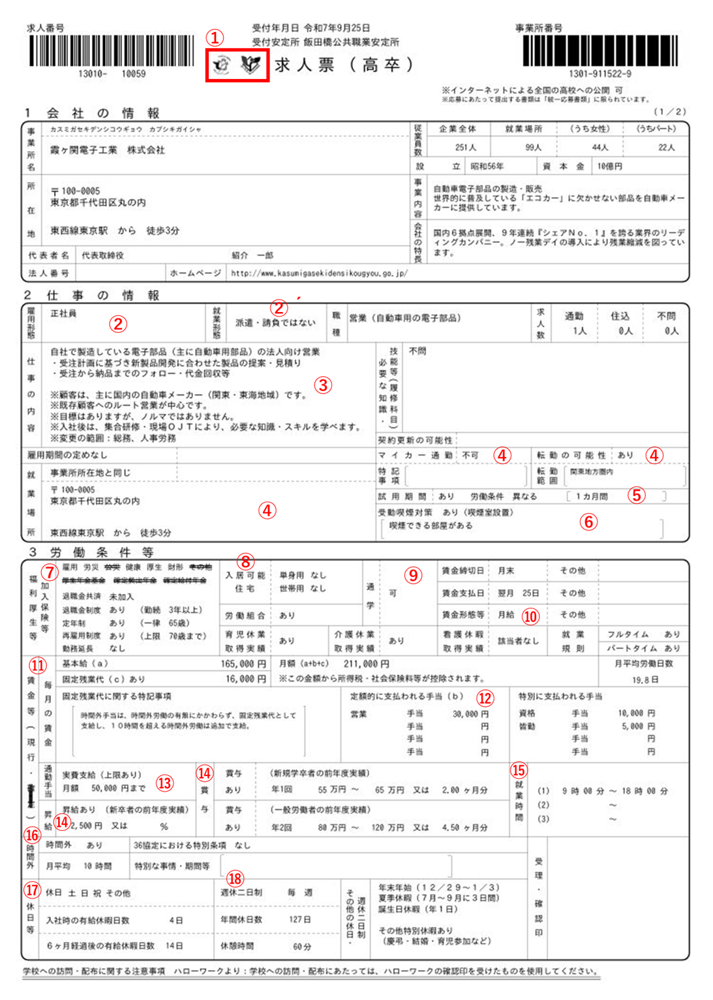 求人番号
13010- 10059
①
受付年月日 令和7年9月25日
受付安定所 飯田橋公共職業安定所
求人票（高卒）
事業所番号
1301-911522-9
※インターネットによる全国の高校への公開 可
※応募にあたって提出する書類は「統一応募書類」に限られています。
1 会社の情報
(1／2)
事業所名
カスミガセキデンシコウギョウ カブシキガイシャ
霞ヶ関電子工業 株式会社
従業員数
企業全体 就業場所 (うち女性) (うちパート)
251人 99人 44人 22人
設立 昭和56年 資本金 10億円
所在地
〒100-0005
東京都千代田区丸の内
東西線東京駅 から 徒歩3分
事業内容
自動車電子部品の製造・販売
世界的に普及している「エコカー」に欠かせない部品を自動車メー
カーに提供しています。
会社の特長
国内６拠点展開、９年連続『シェアＮｏ．１』を誇る業界のリーデ
ィングカンパニー。ノー残業デイの導入により残業縮減を図ってい
ます。
代表者名 代表取締役 紹介 一郎
法人番号 ホームページ http://www.kasumigasekidensikougyou.go.jp/
2 仕事の情報
雇用形態 正社員 ②
就業形態 派遣・請負ではない ②´
職種 営業（自動車用の電子部品）
求人数
通勤 住込 不問
1人 0人 0人
仕事の内容
自社で製造している電子部品（主に自動車用部品）の法人向け営業
・受注計画に基づき新製品開発に合わせた製品の提案・見積り
・受注から納品までのフォロー・代金回収等
③
※顧客は、主に国内の自動車メーカー（関東・東海地域）です。
※既存顧客へのルート営業が中心です。
※目標はありますが、ノルマではありません。
※入社後は、集合研修・現場ＯＪＴにより、必要な知識・スキルを学べます。
※変更の範囲：総務、人事労務
必要な知識・技能等(履修科目)
不問
契約更新の可能性
雇用期間の定めなし
マイカー通勤 不可 ④
転勤の可能性 あり ④
特記事項
転勤範囲 関東地方圏内
就業場所
事業所所在地と同じ
〒100-0005
東京都千代田区丸の内
④
東西線東京駅 から 徒歩3分
試用期間 あり 労働条件 異なる [ 1カ月間 ⑤ ]
受動喫煙対策 あり（喫煙室設置）
喫煙できる部屋がある ⑥
3 労働条件等
福利厚生等
⑦
加入保険等
雇用 労災 公災 健康 厚生 財形 その他
厚生年金基金 確定拠出年金 確定給付年金
退職金共済 未加入
退職金制度 あり (勤続 3年以上)
定年制 あり (一律 65歳)
再雇用制度 あり (上限 70歳まで)
勤務延長 なし
⑧
入居可能住宅 単身用 なし
世帯用 なし
労働組合 あり
通学 可 ⑨
育児休業取得実績 あり
介護休業取得実績 あり
看護休暇取得実績 該当者なし
賃金締切日 月末 その他
賃金支払日 翌月 25日 その他
賃金形態等 月給 ⑩ その他
就業規則
フルタイム あり
パートタイム あり
⑪
賃金等(現行・
毎月の賃金
基本給(a) 165,000円
月額(a+b+c) 211,000円
固定残業代(c)あり 16,000円
※この金額から所得税・社会保険料等が控除されます。
月平均労働日数
19.8日
固定残業代に関する特記事項
時間外手当は、時間外労働の有無にかかわらず、固定残業代として
支給し、１０時間を超える時間外労働は追加で支給。
定額的に支払われる手当(b) ⑫
営業 手当 30,000円
手当 円
手当 円
手当 円
特別に支払われる手当
資格 手当 10,000円
皆勤 手当 5,000円
手当 円
手当 円
通勤手当
実費支給(上限あり)
月額 50,000円まで ⑬
⑭
賞与
賞与 (新規学卒者の前年度実績)
あり 年1回 55万円 ～ 65万円 又は 2.00ヶ月分
賞与 (一般労働者の前年度実績)
あり 年2回 80万円 ～ 120万円 又は 4.50ヶ月分
昇給
昇給あり (新卒者の前年度実績)
⑭ 2,500円 又は %
⑮
就業時間
(1) 9時00分 ～ 18時00分
(2) ～
(3) ～
⑯
時間外
時間外 あり 36協定における特別条項 なし
月平均 10時間 特別な事情・期間等
受理・確認印
⑰
休日等
休日 土 日 祝 その他
入社時の有給休暇日数 4日
６ヶ月経過後の有給休暇日数 14日
⑱
週休二日制 毎週
年間休日数 127日
休憩時間 60分
週休二日制・その他の休日
年末年始(１２／２９～１／３)
夏季休暇(７月～９月に３日間)
誕生日休暇(年１日)
その他特別休暇あり
(慶弔・結婚・育児参加など)
学校への訪問・配布に関する注意事項 ハローワークより：学校への訪問・配布にあたっては、ハローワークの確認印を受けたものを使用してください。